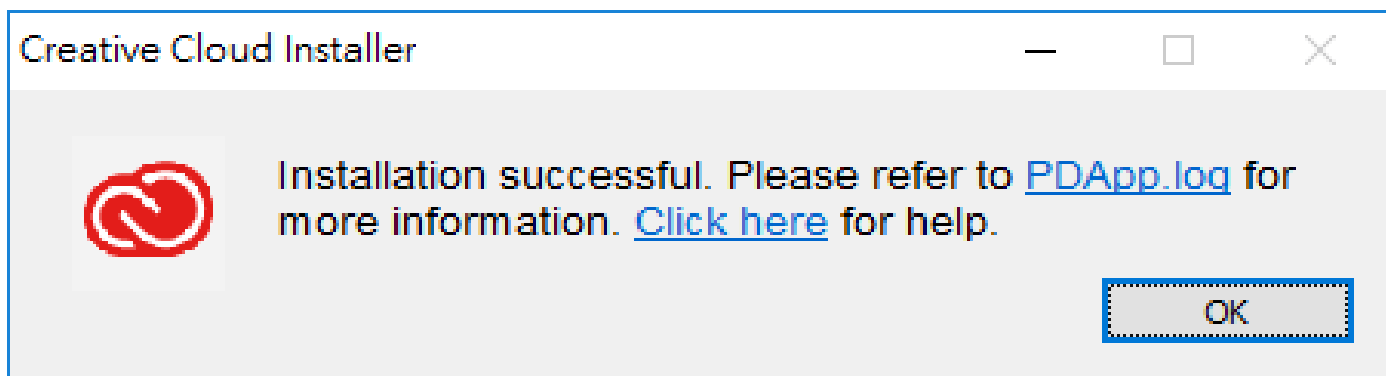 Creative Cloud Installer
Installation successful. Please refer to PDApp.log for
more information. Click here for help.
OK